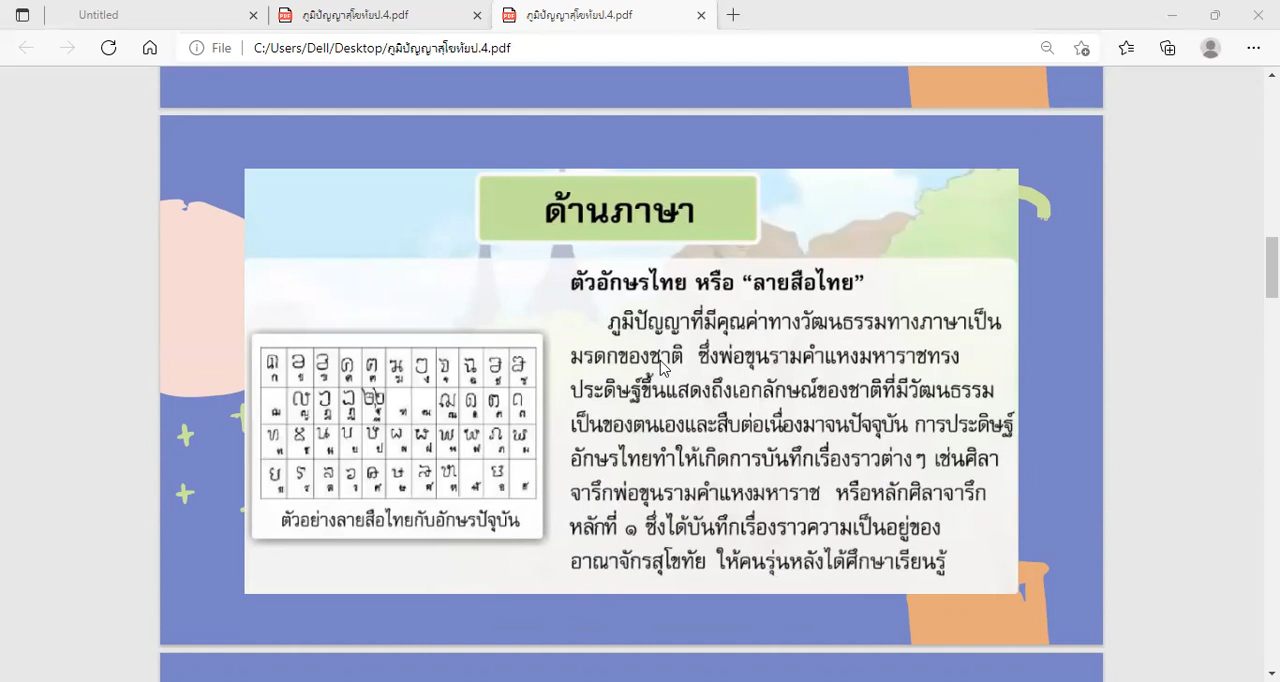 Untitled
ภูมิปัญญาสุโขทัยป.4.pdf
ภูมิปัญญาสุโขทัยป.4.pdf
File
C:/Users/Dell/Desktop/ภูมิปัญญาสุโขทัยป.4.pdf
ด้านภาษา
ตัวอักษรไทย หรือ “ลายสือไทย”
ภูมิปัญญาที่มีคุณค่าทางวัฒนธรรมทางภาษาเป็น
มรดกของชาติ ซึ่งพ่อขุนรามคำแหงมหาราชทรง
ประดิษฐ์ขึ้นแสดงถึงเอกลักษณ์ของชาติที่มีวัฒนธรรม
เป็นของตนเองและสืบต่อเนื่องมาจนปัจจุบัน การประดิษฐ์
อักษรไทยทำให้เกิดการบันทึกเรื่องราวต่างๆ เช่นศิลา
จารึกพ่อขุนรามคำแหงมหาราช หรือหลักศิลาจารึก
หลักที่ ๑ ซึ่งได้บันทึกเรื่องราวความเป็นอยู่ของ
อาณาจักรสุโขทัย ให้คนรุ่นหลังได้ศึกษาเรียนรู้
ตัวอย่างลายสือไทยกับอักษรปัจจุบัน